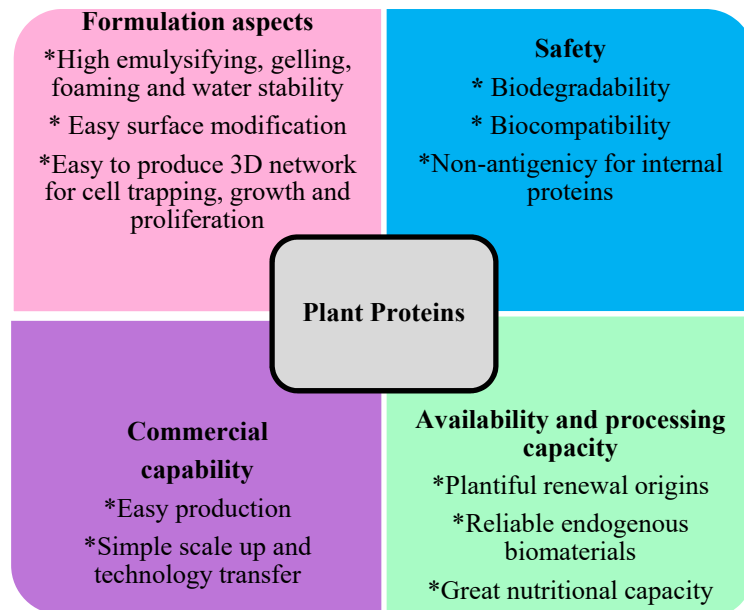 Formulation aspects
*High emulysifying, gelling,
foaming and water stability
* Easy surface modification
*Easy to produce 3D network
for cell trapping, growth and
proliferation
Safety
* Biodegradability
* Biocompatibility
*Non-antigenicy for internal
proteins
Plant Proteins
Commercial
capability
*Easy production
*Simple scale up and
technology transfer
Availability and processing
capacity
*Plantiful renewal origins
*Reliable endogenous
biomaterials
*Great nutritional capacity